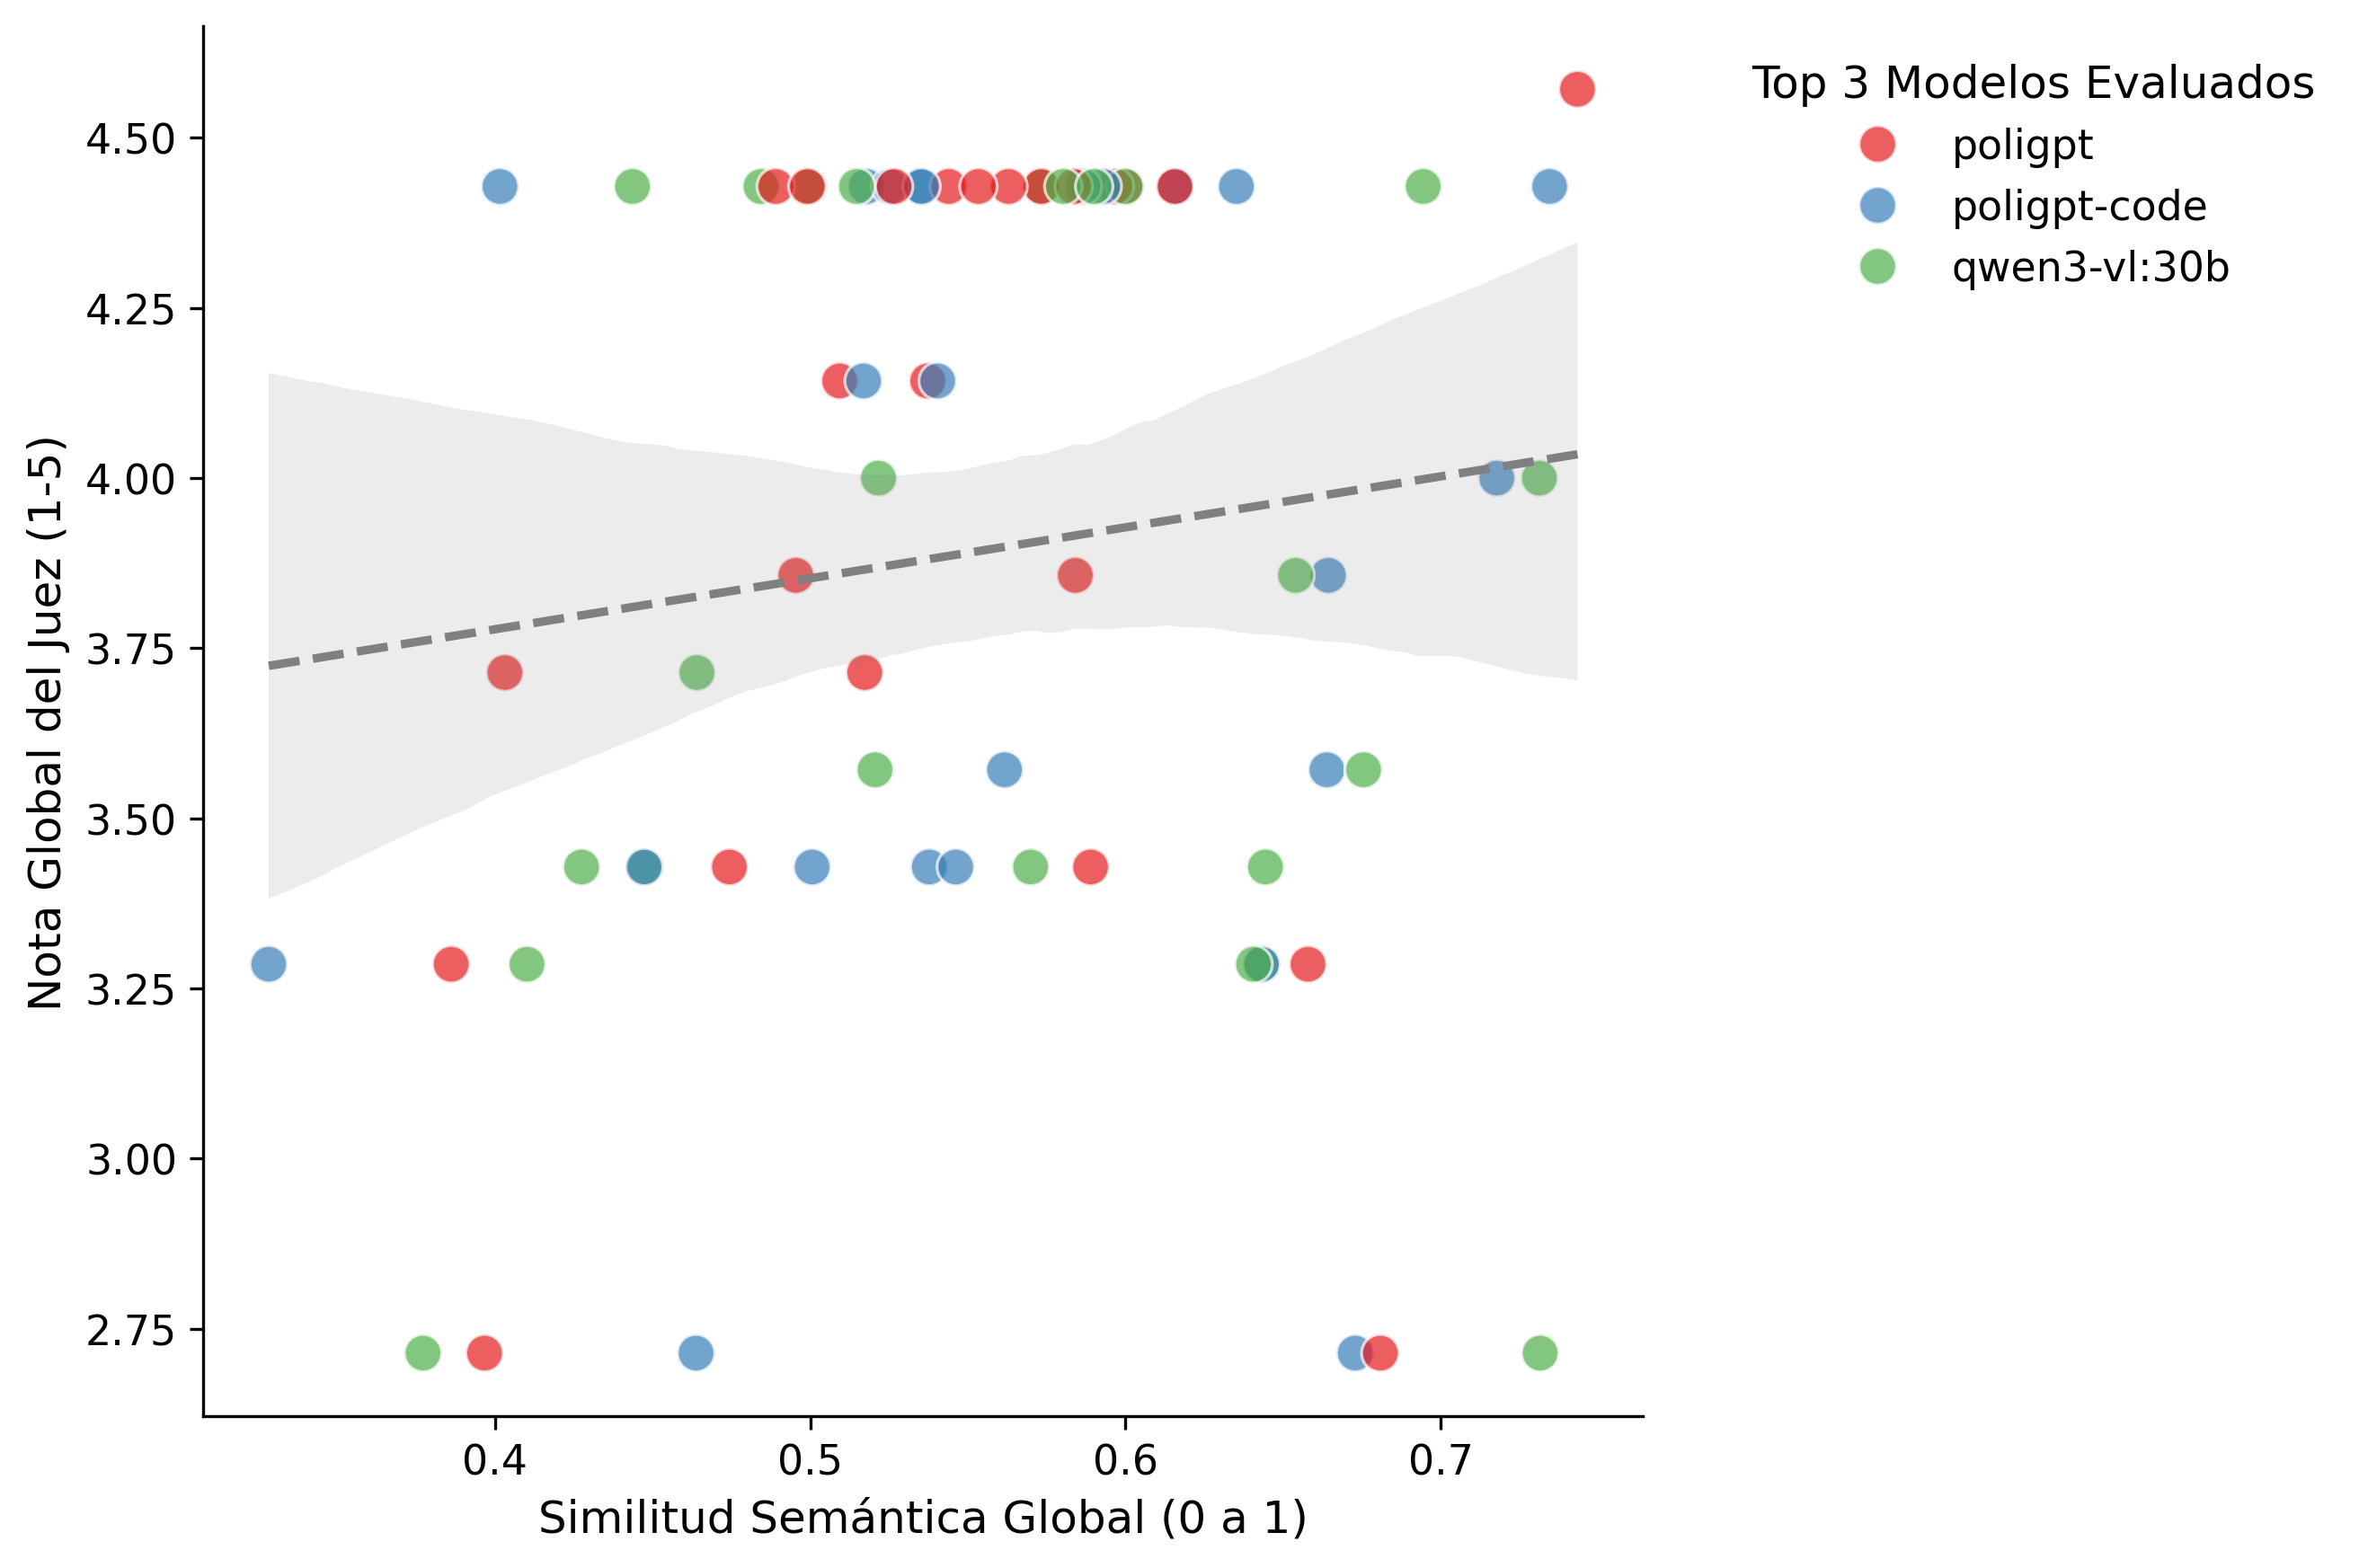 Top 3 Modelos Evaluados
poligpt
poligpt-code
qwen3-vl:30b
Nota Global del Juez (1-5)
4.50
4.25
4.00
3.75
3.50
3.25
3.00
2.75
0.4
0.5
0.6
0.7
Similitud Semántica Global (0 a 1)